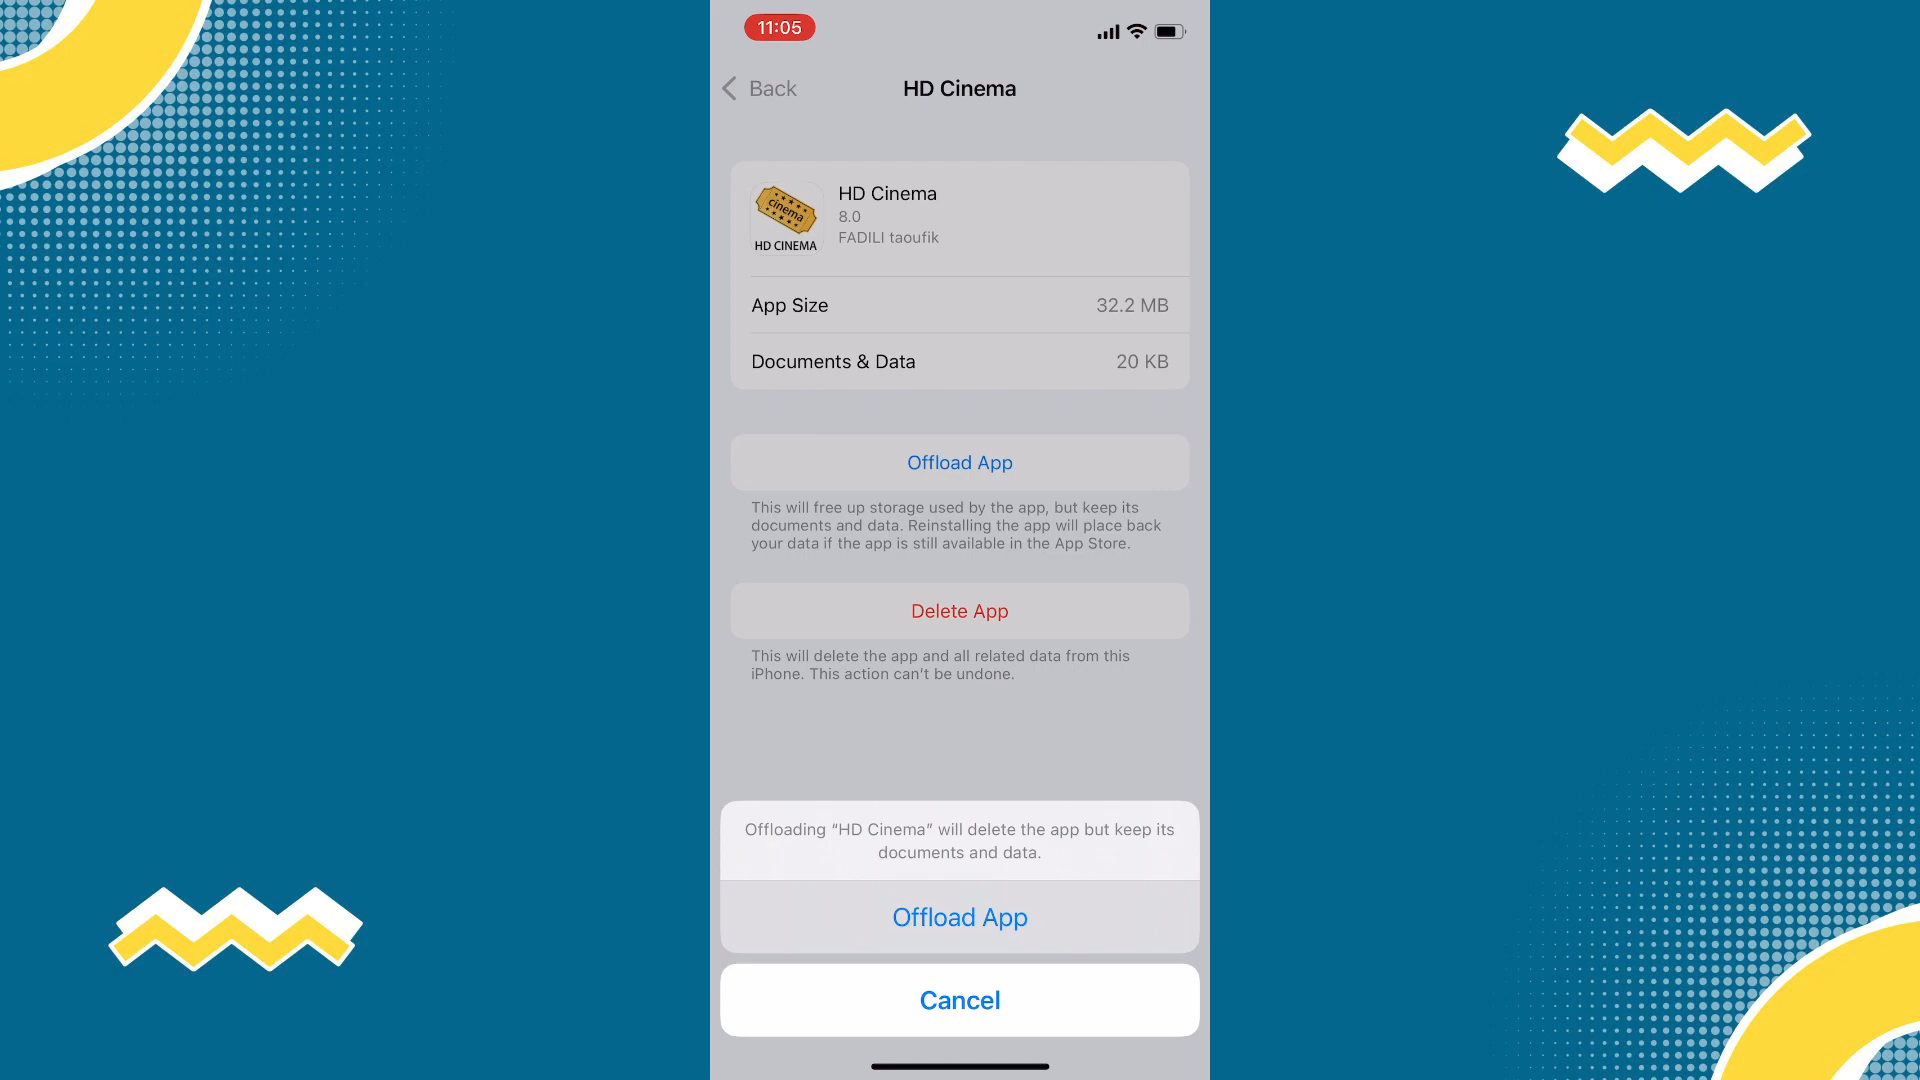 11:05
Back
HD Cinema
cinema
HD CINEMA
HD Cinema
8.0
FADILI taoufik
App Size
32.2 MB
Documents & Data
20 KB
Offload App
This will free up storage used by the app, but keep its
documents and data. Reinstalling the app will place back
your data if the app is still available in the App Store.
Delete App
This will delete the app and all related data from this
iPhone. This action can’t be undone.
Offloading “HD Cinema” will delete the app but keep its
documents and data.
Offload App
Cancel